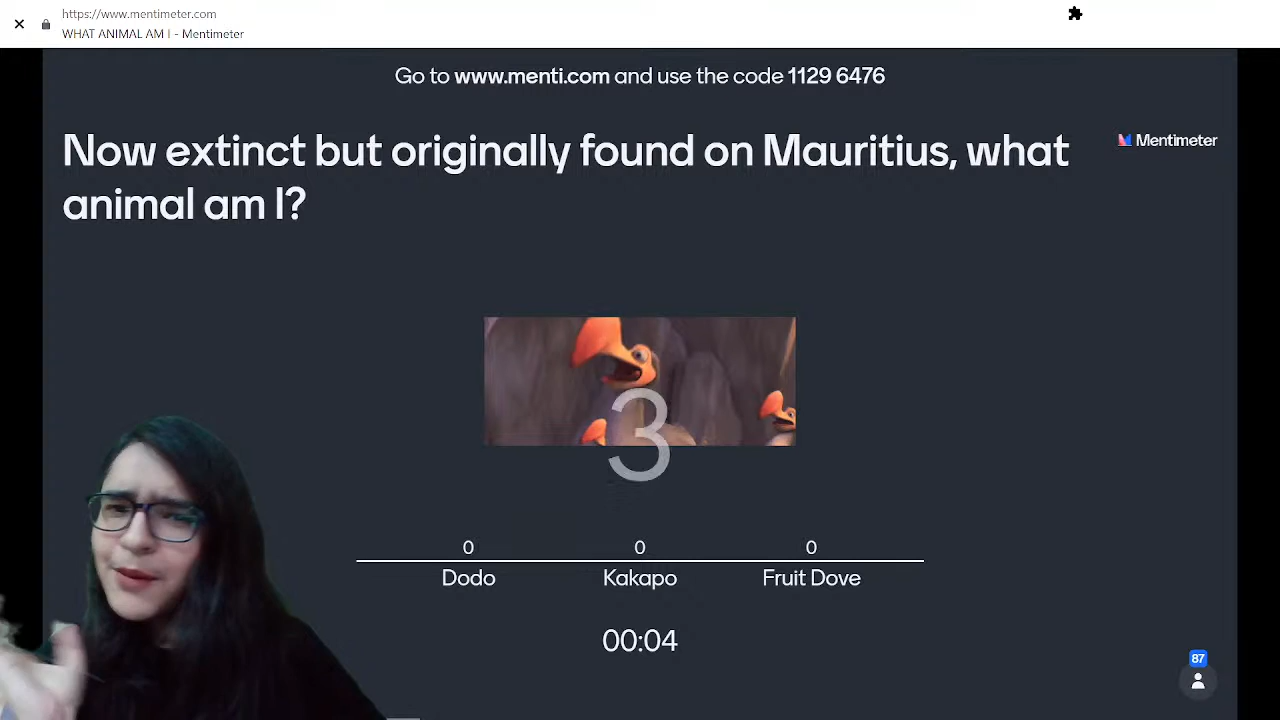 https://www.mentimeter.com
WHAT ANIMAL AM I - Mentimeter
Go to www.menti.com and use the code 1129 6476
Now extinct but originally found on Mauritius, what
animal am I?
Mentimeter
3
0 0 0
Dodo Kakapo Fruit Dove
00:04
87